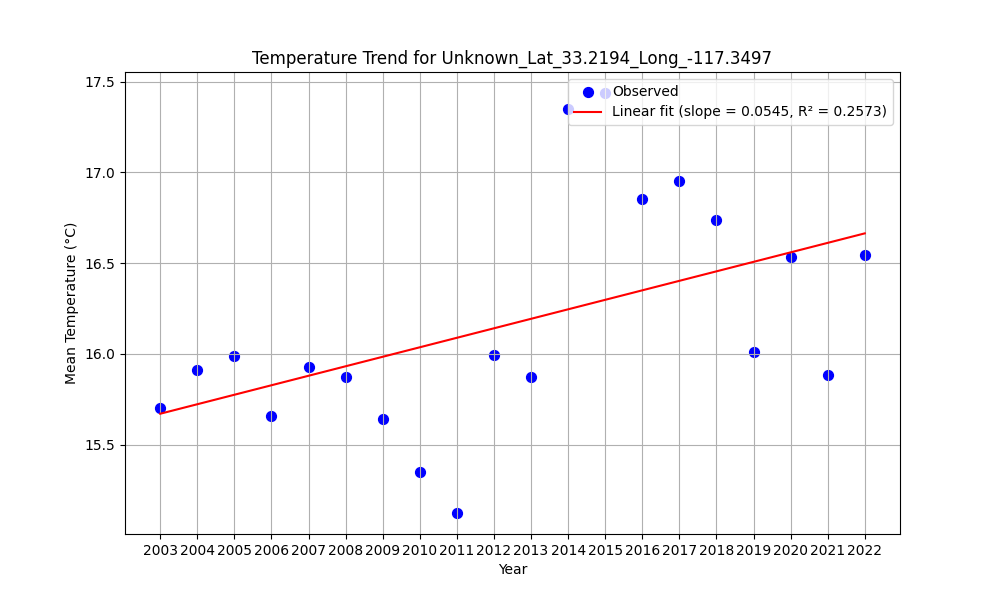 Temperature Trend for Unknown_Lat_33.2194_Long_-117.3497
17.5
17.0
16.5
16.0
15.5
Mean Temperature (°C)
Observed
Linear fit (slope = 0.0545, R² = 0.2573)
2003 2004 2005 2006 2007 2008 2009 2010 2011 2012 2013 2014 2015 2016 2017 2018 2019 2020 2021 2022
Year